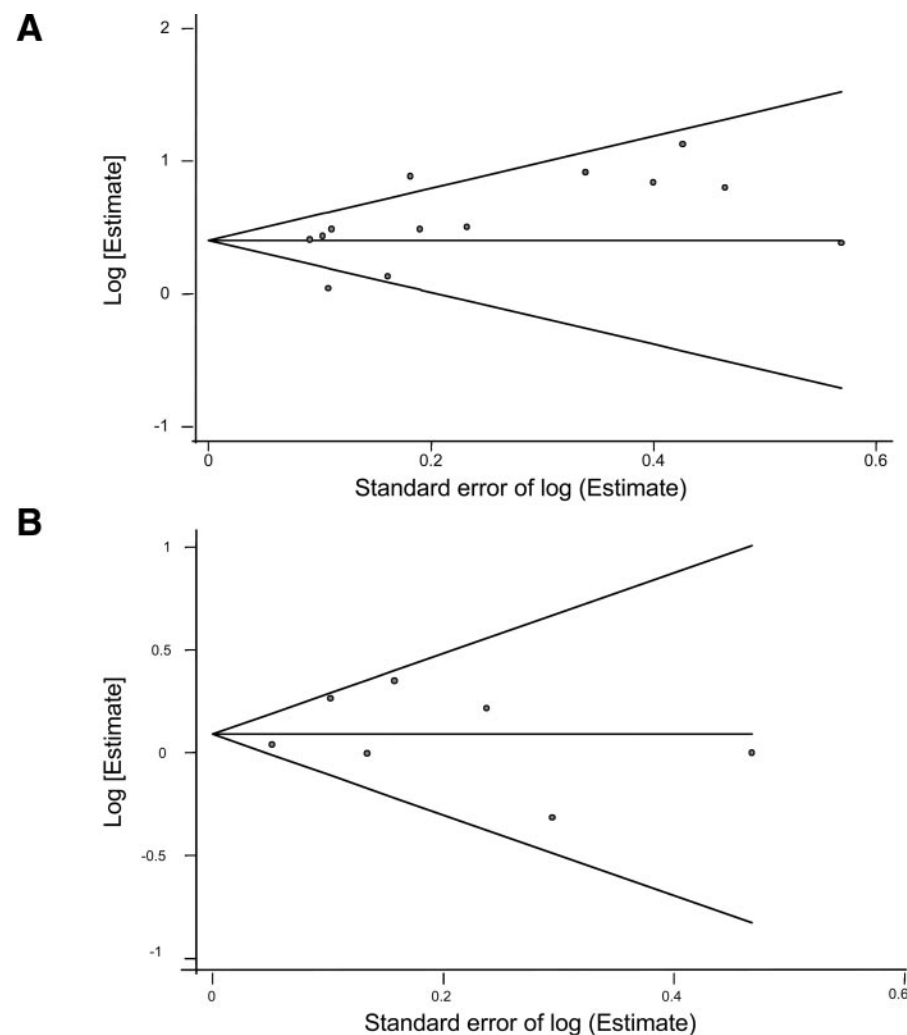 A
2
1
0
-1
Log [Estimate]
0
0.2
0.4
0.6
Standard error of log (Estimate)
B
1
0.5
0
-0.5
-1
Log [Estimate]
0
0.2
0.4
0.6
Standard error of log (Estimate)